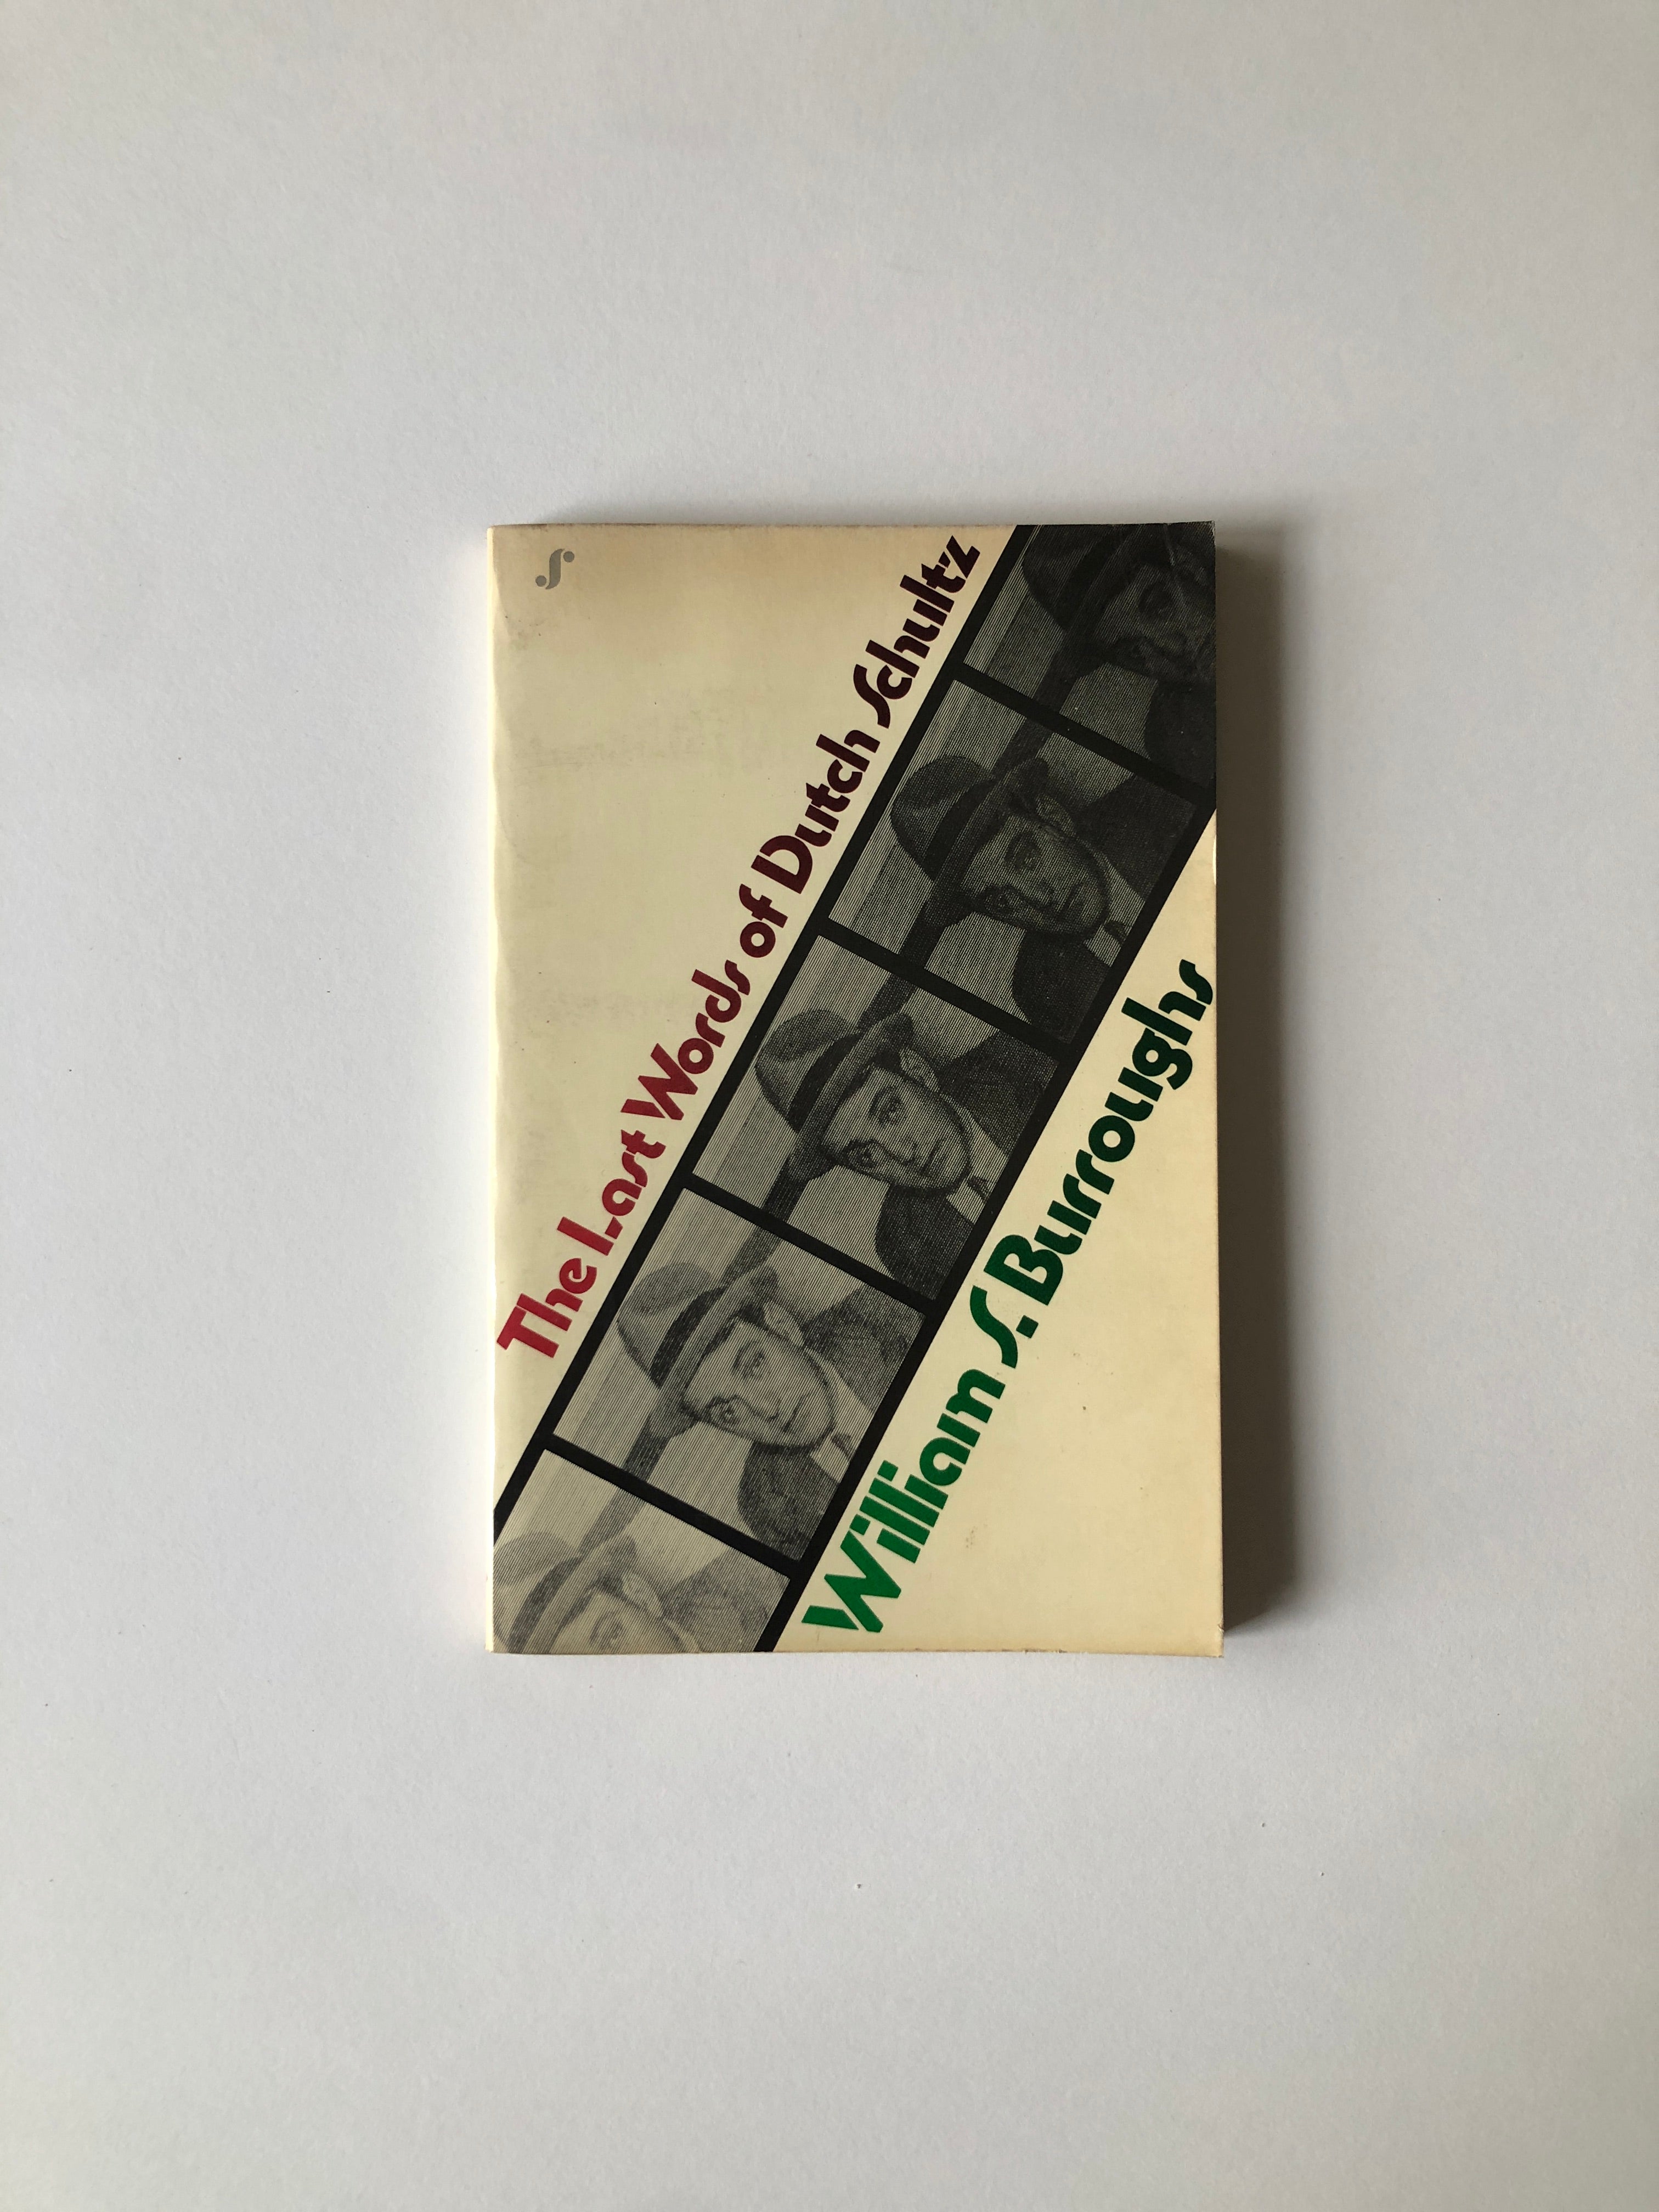 The Last Words of Dutch Schultz
William S. Burroughs